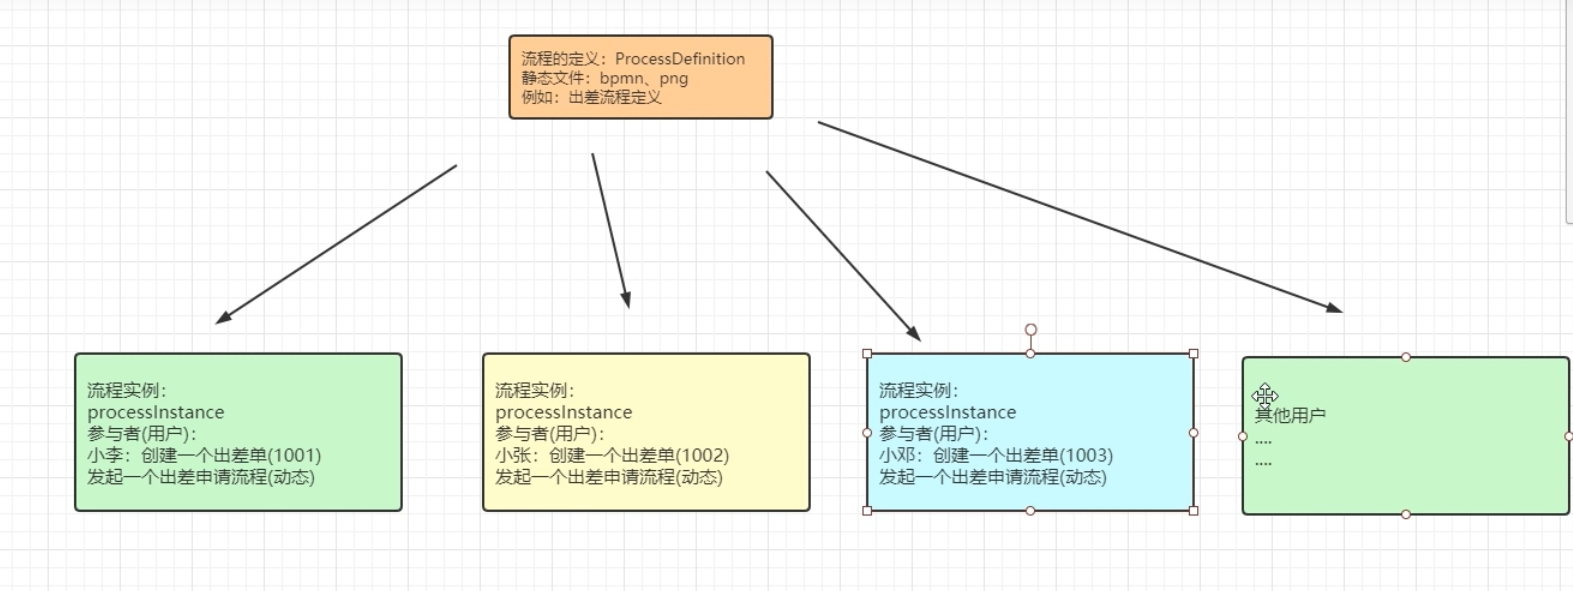 流程的定义：ProcessDefinition
静态文件：bpmn、png
例如：出差流程定义
流程实例：
processInstance
参与者(用户)：
小李：创建一个出差单(1001)
发起一个出差申请流程(动态)
流程实例：
processInstance
参与者(用户)：
小张：创建一个出差单(1002)
发起一个出差申请流程(动态)
流程实例：
processInstance
参与者(用户)：
小邓：创建一个出差单(1003)
发起一个出差申请流程(动态)
其他用户
....
....